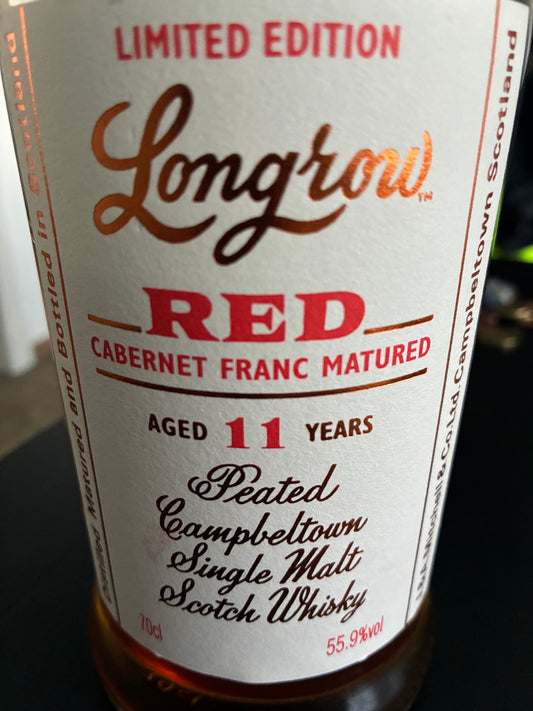 LIMITED EDITION
Longrow™
RED
CABERNET FRANC MATURED
AGED 11 YEARS
Peated
Campbeltown
Single Malt
Scotch Whisky
70cl
55.9%vol
Distilled Matured and Bottled in Scotland
J.&A.Mitchell & Co.Ltd.Campbeltown Scotland